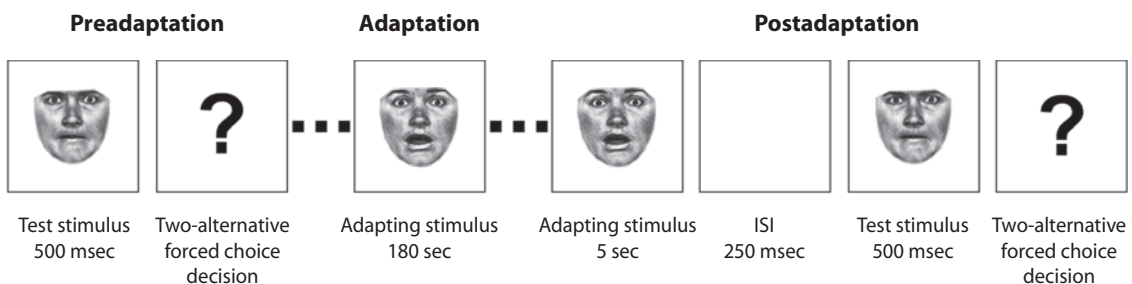 Preadaptation Adaptation Postadaptation
? ?
Test stimulus Two-alternative Adapting stimulus Adapting stimulus ISI Test stimulus Two-alternative
500 msec forced choice 180 sec 5 sec 250 msec 500 msec forced choice
decision decision